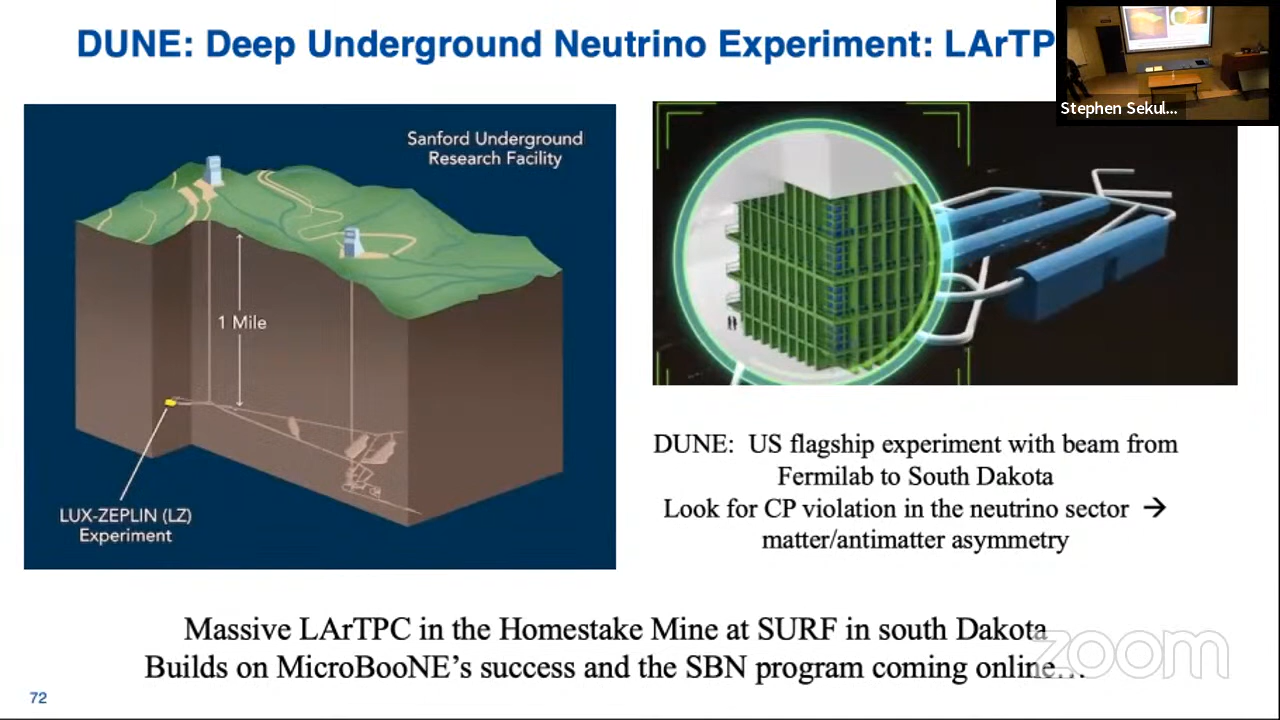 DUNE: Deep Underground Neutrino Experiment: LArTP
Stephen Sekul...
Sanford Underground
Research Facility
1 Mile
LUX-ZEPLIN (LZ)
Experiment
DUNE: US flagship experiment with beam from
Fermilab to South Dakota
Look for CP violation in the neutrino sector →
matter/antimatter asymmetry
Massive LArTPC in the Homestake Mine at SURF in south Dakota
Builds on MicroBooNE's success and the SBN program coming online…
zoom
72